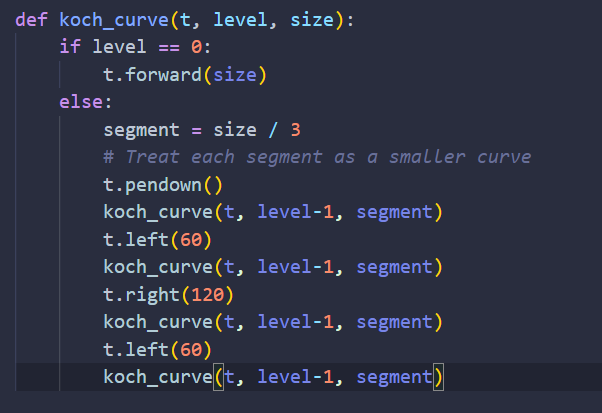 def koch_curve(t, level, size):
    if level == 0:
        t.forward(size)
    else:
        segment = size / 3
        # Treat each segment as a smaller curve
        t.pendown()
        koch_curve(t, level-1, segment)
        t.left(60)
        koch_curve(t, level-1, segment)
        t.right(120)
        koch_curve(t, level-1, segment)
        t.left(60)
        koch_curve(t, level-1, segment)